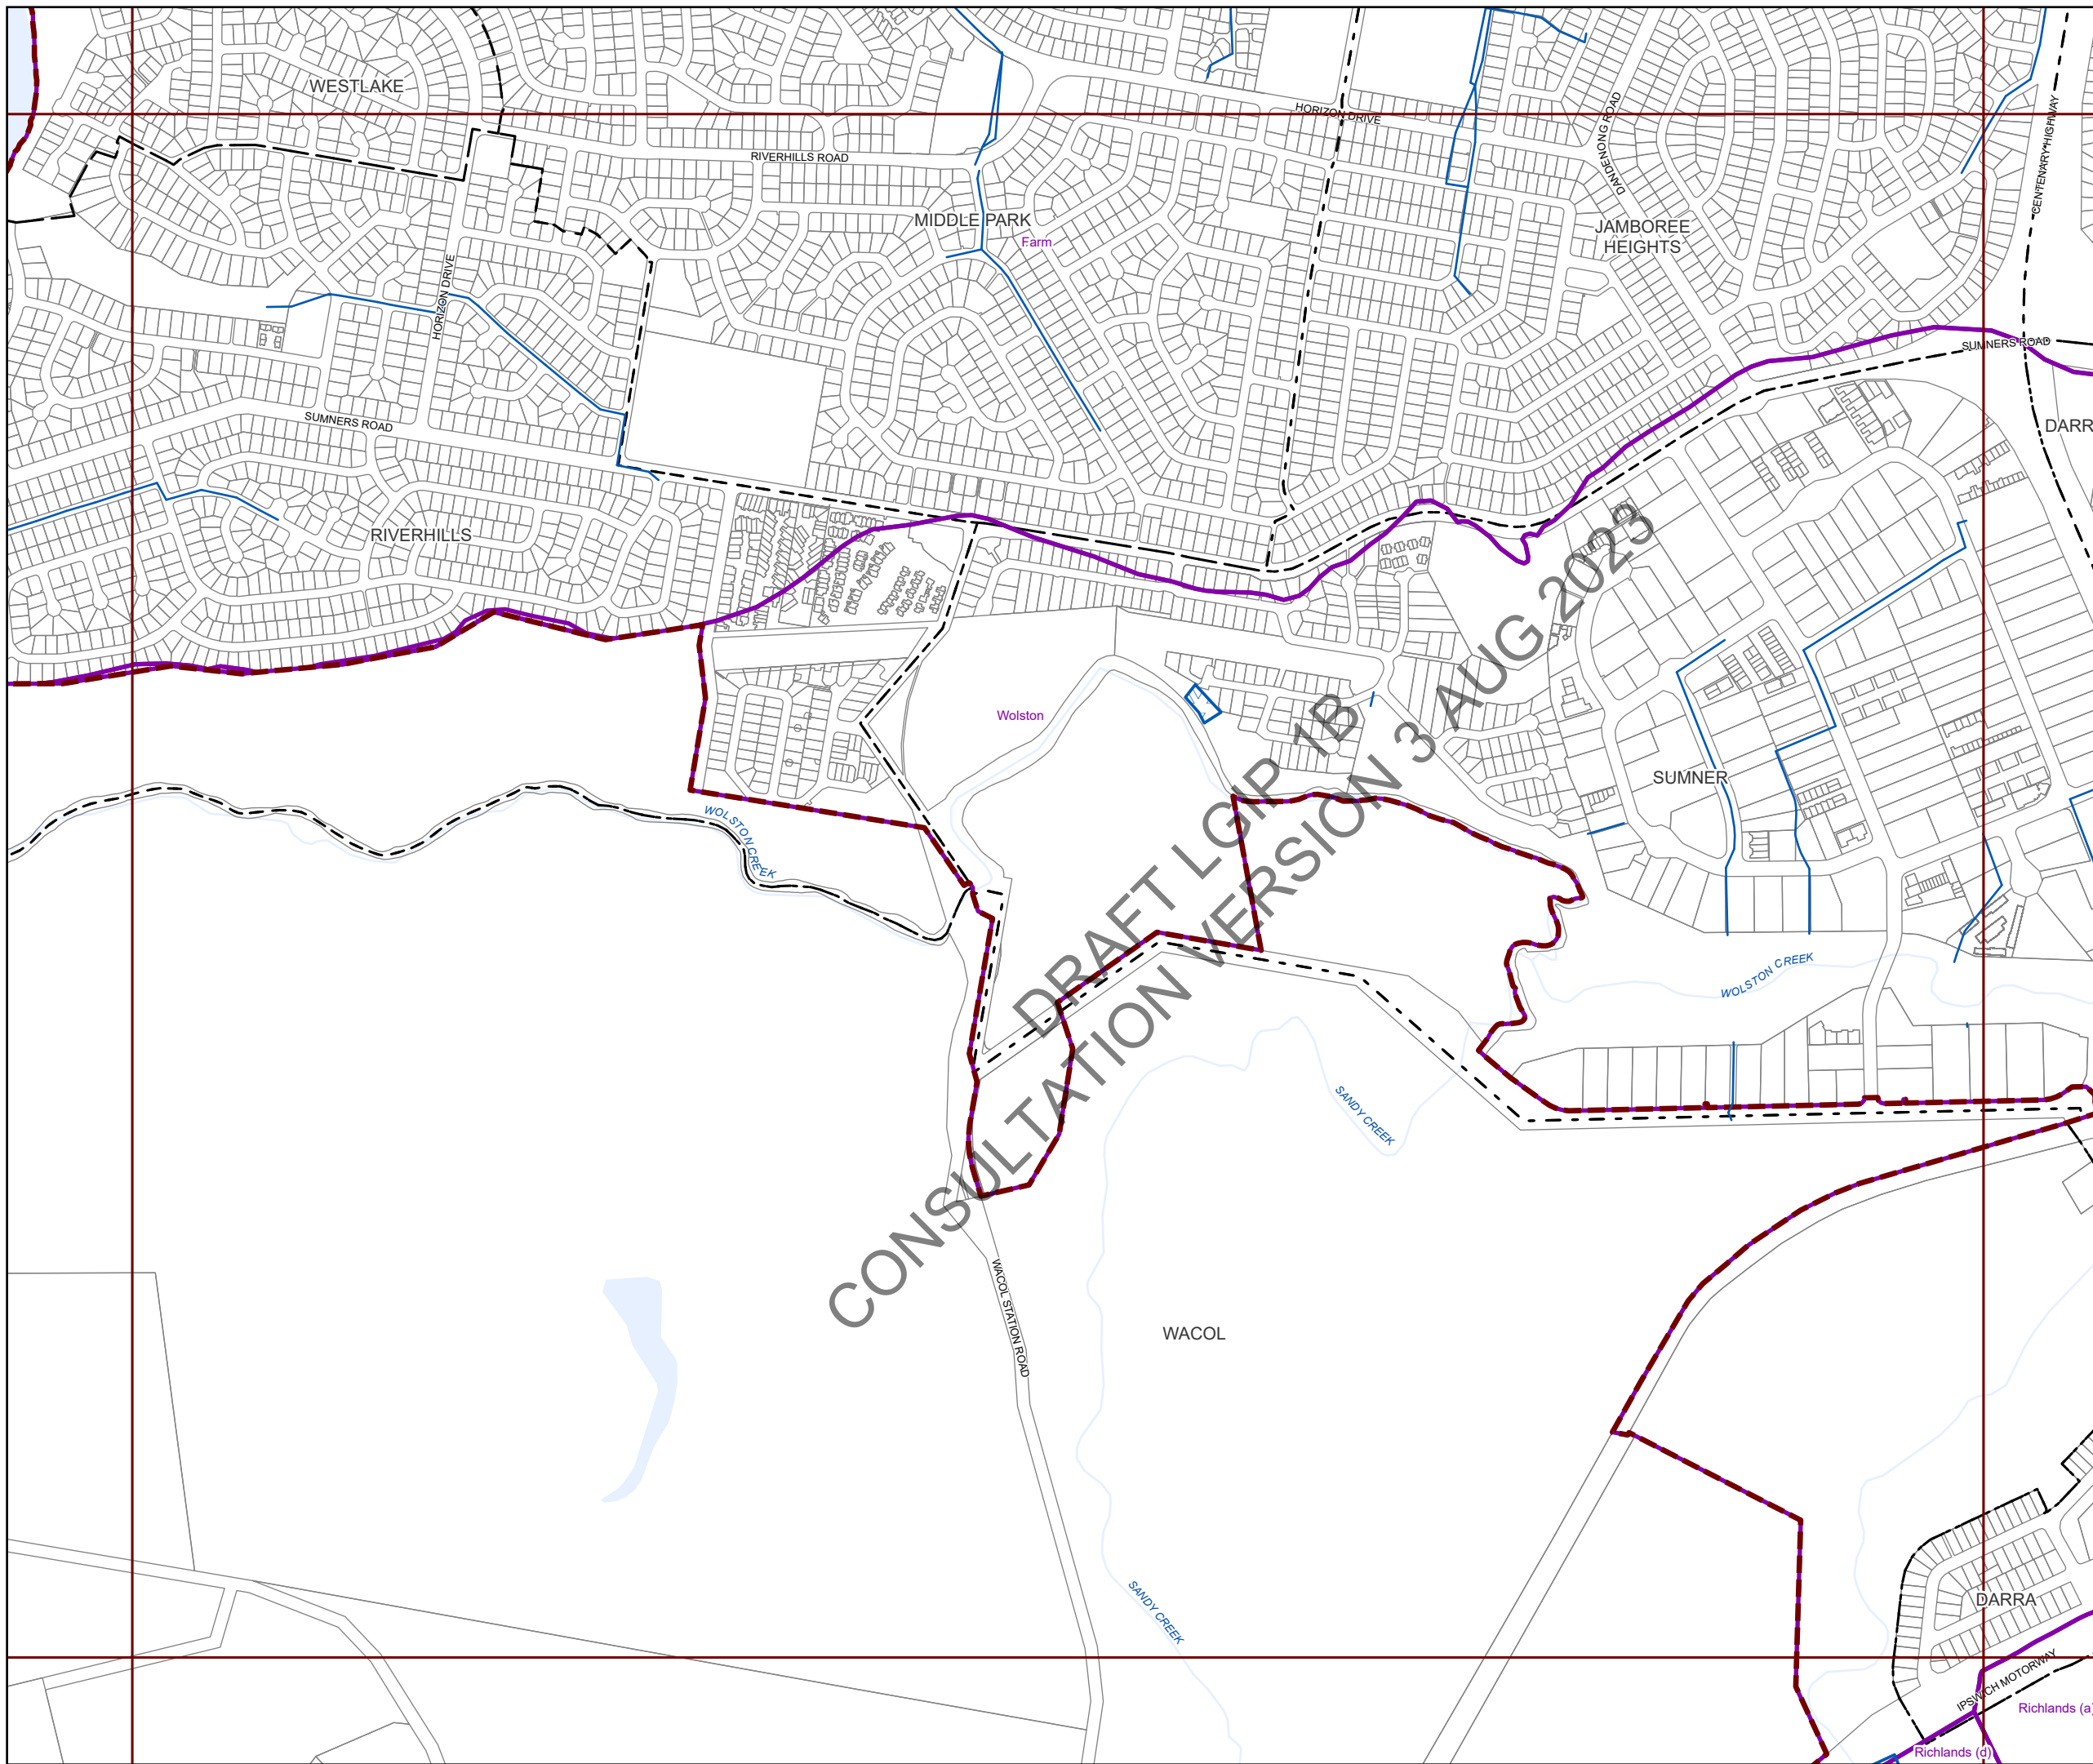 WESTLAKE
HORIZON DRIVE
DANDENONG ROAD
CENTENARY HIGHWAY
RIVERHILLS ROAD
MIDDLE PARK
Farm
JAMBOREE
HEIGHTS
HORIZON DRIVE
SUMNERS ROAD
SUMNERS ROAD
DARR
RIVERHILLS
Wolston
SUMNER
WOLSTON CREEK
WOLSTON CREEK
DRAFT LGIP 1B
CONSULTATION VERSION 3 AUG 2023
SANDY CREEK
WACOL STATION ROAD
WACOL
SANDY CREEK
DARRA
IPSWICH MOTORWAY
Richlands (a)
Richlands (d)